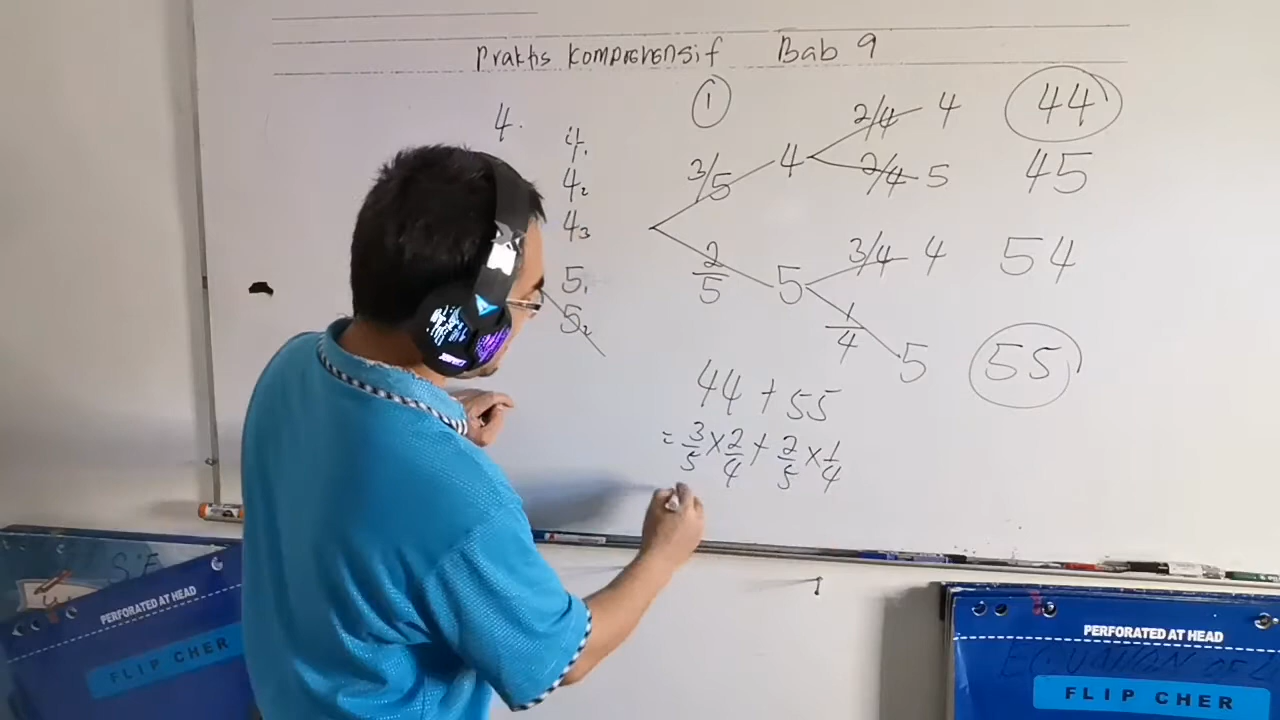 Praktis Komprehensif Bab 9
4.
4₁
4₂
4₃
5₁
5₂
1
3/5 4 2/4 4 44
2/4 5 45
2/5 5 3/4 4 54
1/4 5 55
44 + 55
= 3/5 × 2/4 + 2/5 × 1/4
PERFORATED AT HEAD
FLIP CHER
PERFORATED AT HEAD
FLIP CHER